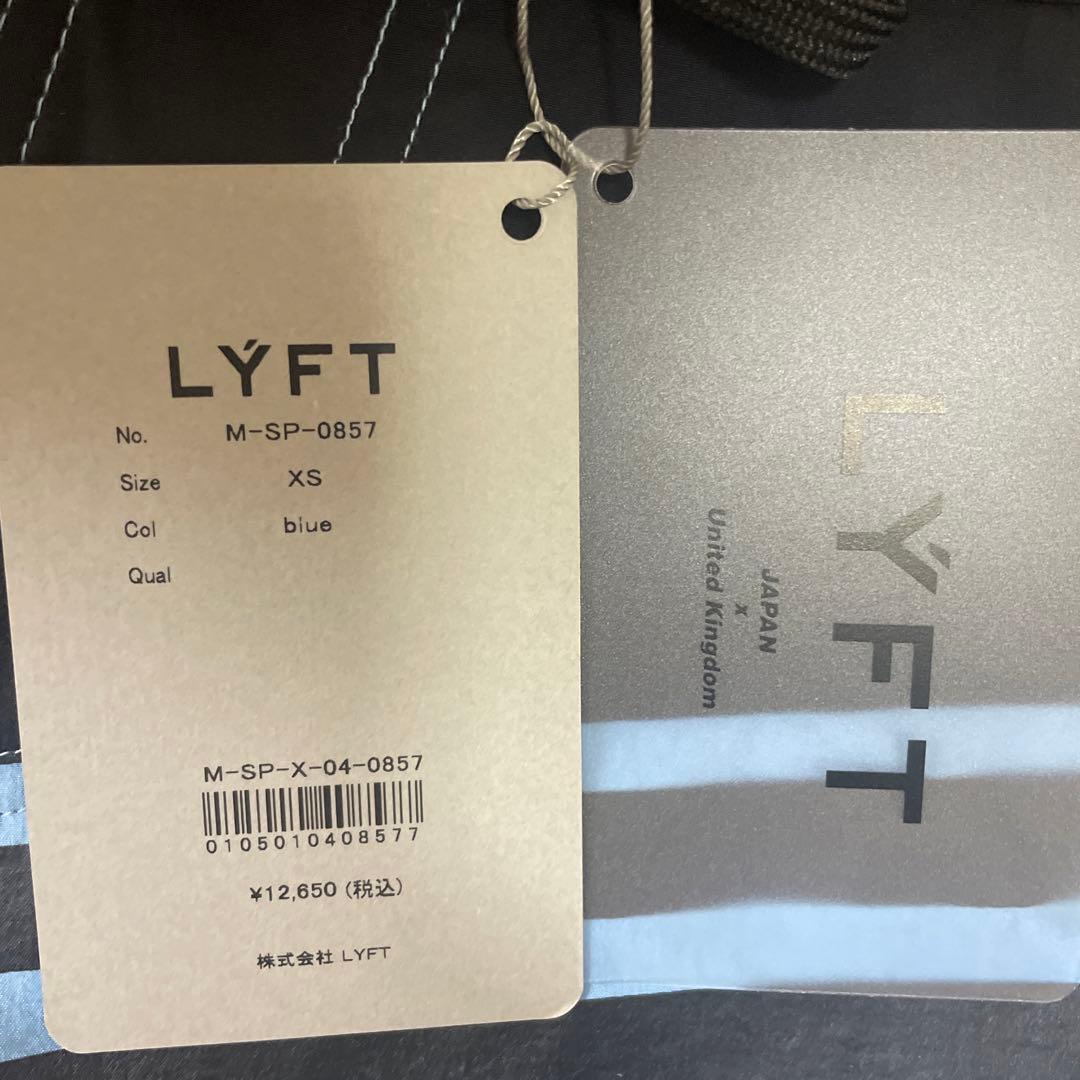 LÝFT
No. M-SP-0857
Size XS
Col biue
Qual
M-SP-X-04-0857
0105010408577
¥12,650 (税込)
株式会社 LYFT
LÝFT
JAPAN
x
United Kingdom